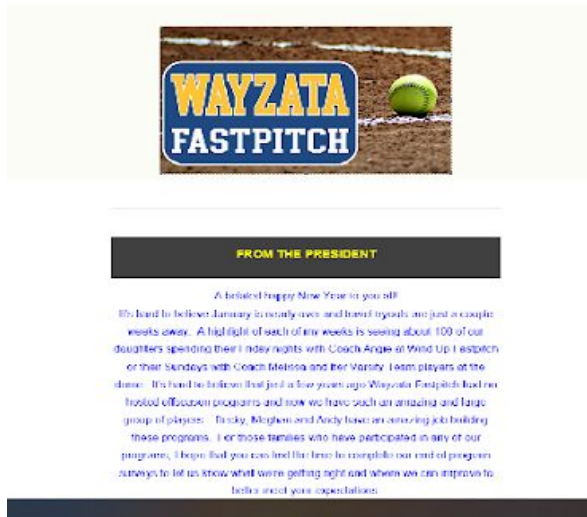 WAYZATA
FASTPITCH
FROM THE PRESIDENT
A belated happy New Year to you all!
It's hard to believe January is nearly over and travel tryouts are just a couple
weeks away. A highlight of each of my weeks is seeing about 100 of our
daughters spending their Friday nights with Coach Angie at Wind Up Fastpitch
or their Sundays with Coach Melissa and her Varsity Team players at the
dome. It's hard to believe that just a few years ago Wayzata Fastpitch had no
hosted offseason programs and now we have such an amazing and large
group of players. Meghan and Andy have an amazing job building
these programs. For those families who have participated in any of our
programs, I hope that you can find the time to complete our end of program
surveys to let us know what we're getting right and where we can improve to
better meet your expectations